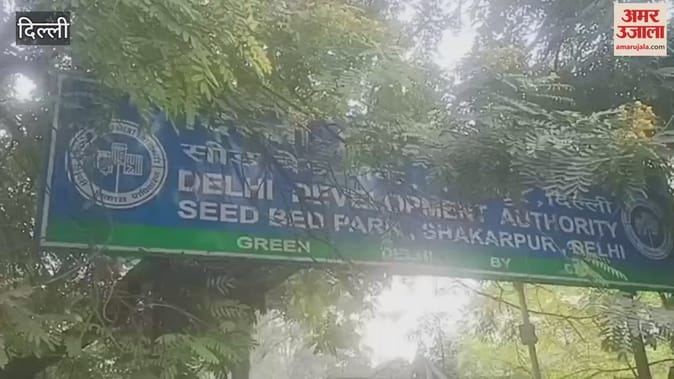 दिल्ली
अमर उजाला
amarujala.com
सीड बेड
, दिल्ली
DELHI DEVELOPMENT AUTHORITY
SEED BED PARK, SHAKARPUR, DELHI
GREEN DELHI BY